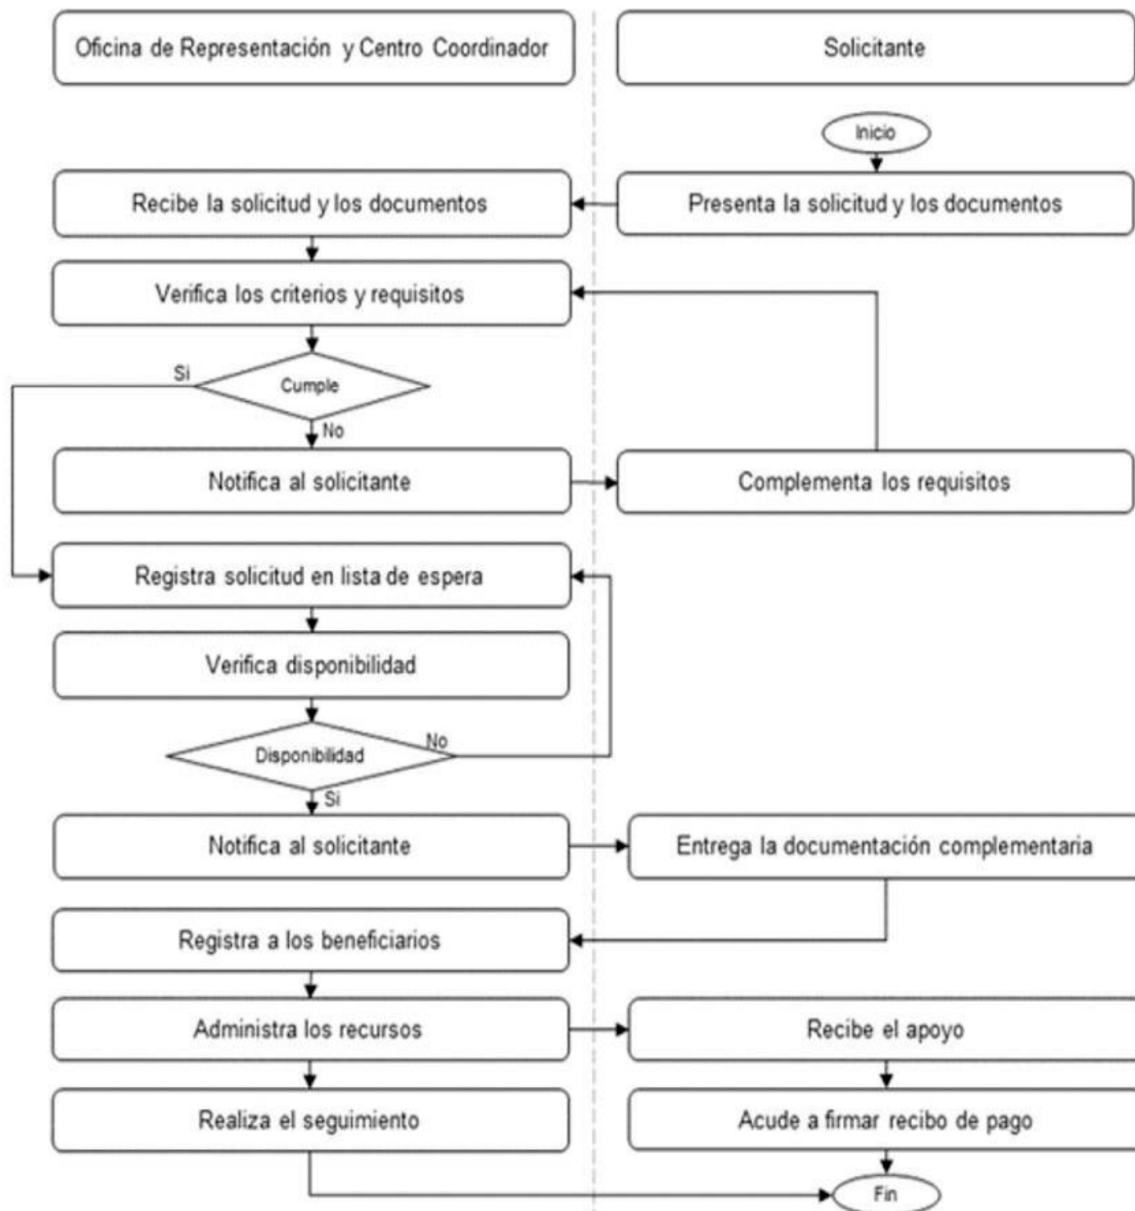 Oficina de Representación y Centro Coordinador
Solicitante
Inicio
Recibe la solicitud y los documentos
Presenta la solicitud y los documentos
Verifica los criterios y requisitos
Si
Cumple
No
Notifica al solicitante
Complementa los requisitos
Registra solicitud en lista de espera
Verifica disponibilidad
Disponibilidad
No
Si
Notifica al solicitante
Entrega la documentación complementaria
Registra a los beneficiarios
Administra los recursos
Recibe el apoyo
Realiza el seguimiento
Acude a firmar recibo de pago
Fin